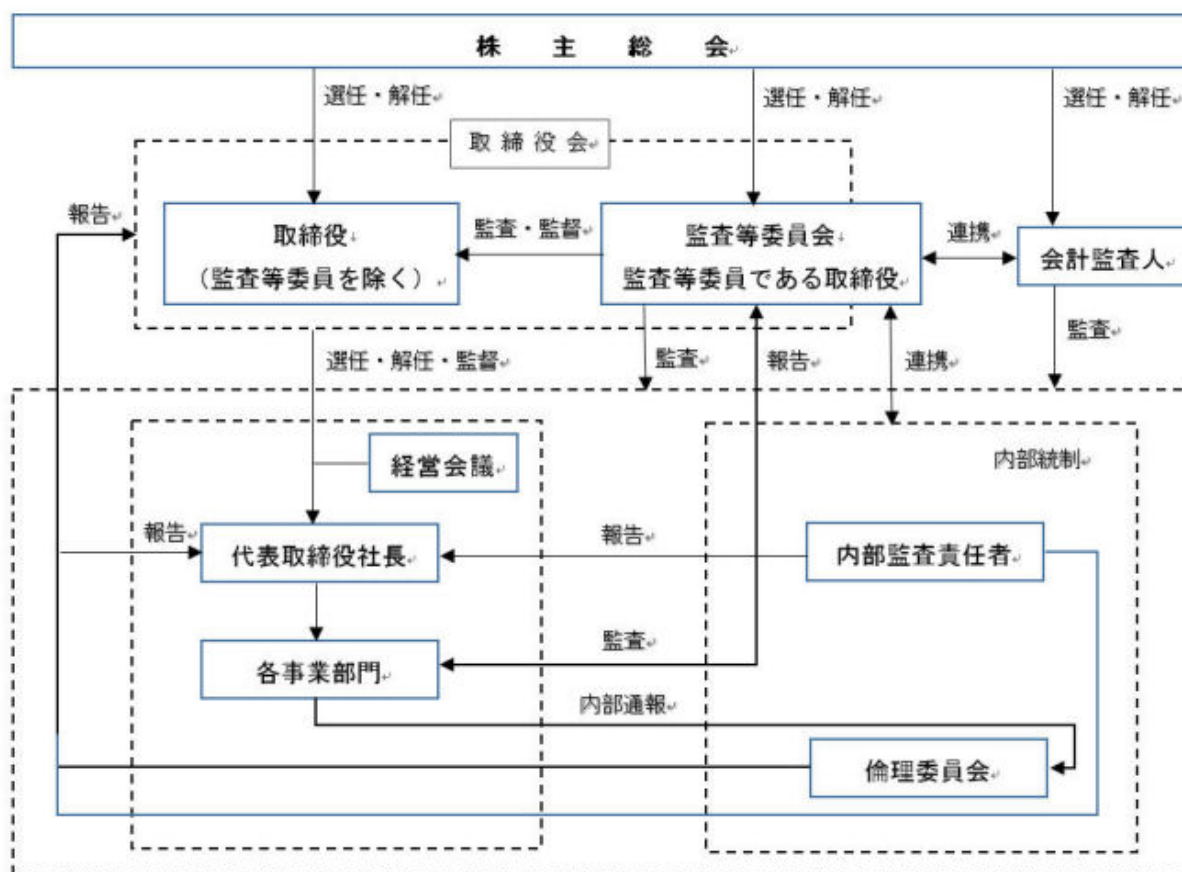 株 主 総 会
選任・解任
選任・解任
選任・解任
取締役会
報告
取締役
(監査等委員を除く)
監査・監督
監査等委員会
監査等委員である取締役
連携
会計監査人
選任・解任・監督
監査
報告
連携
監査
経営会議
内部統制
報告
代表取締役社長
報告
内部監査責任者
各事業部門
監査
内部通報
倫理委員会